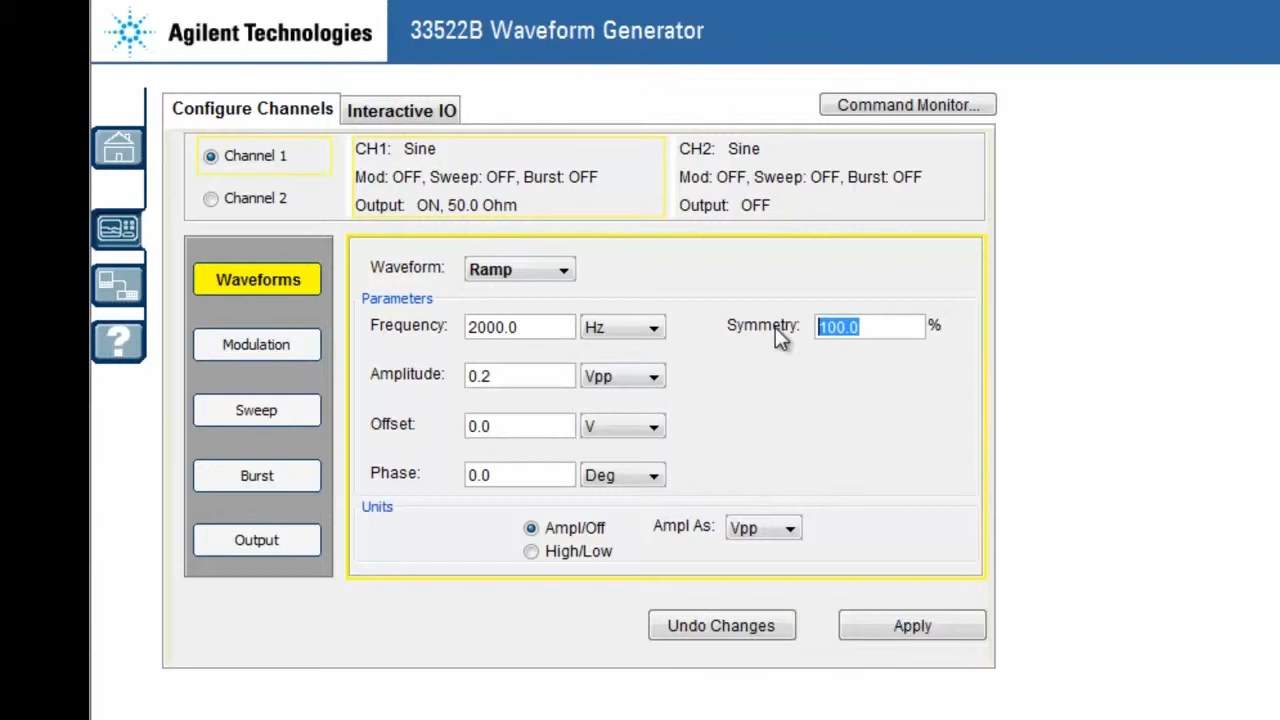 Agilent Technologies
33522B Waveform Generator
Configure Channels
Interactive IO
Command Monitor...
Channel 1
Channel 2
CH1: Sine
Mod: OFF, Sweep: OFF, Burst: OFF
Output: ON, 50.0 Ohm
CH2: Sine
Mod: OFF, Sweep: OFF, Burst: OFF
Output: OFF
Waveforms
Modulation
Sweep
Burst
Output
Waveform: Ramp
Parameters
Frequency: 2000.0 Hz
Symmetry: 100.0 %
Amplitude: 0.2 Vpp
Offset: 0.0 V
Phase: 0.0 Deg
Units
Ampl/Off
High/Low
Ampl As: Vpp
Undo Changes
Apply
?